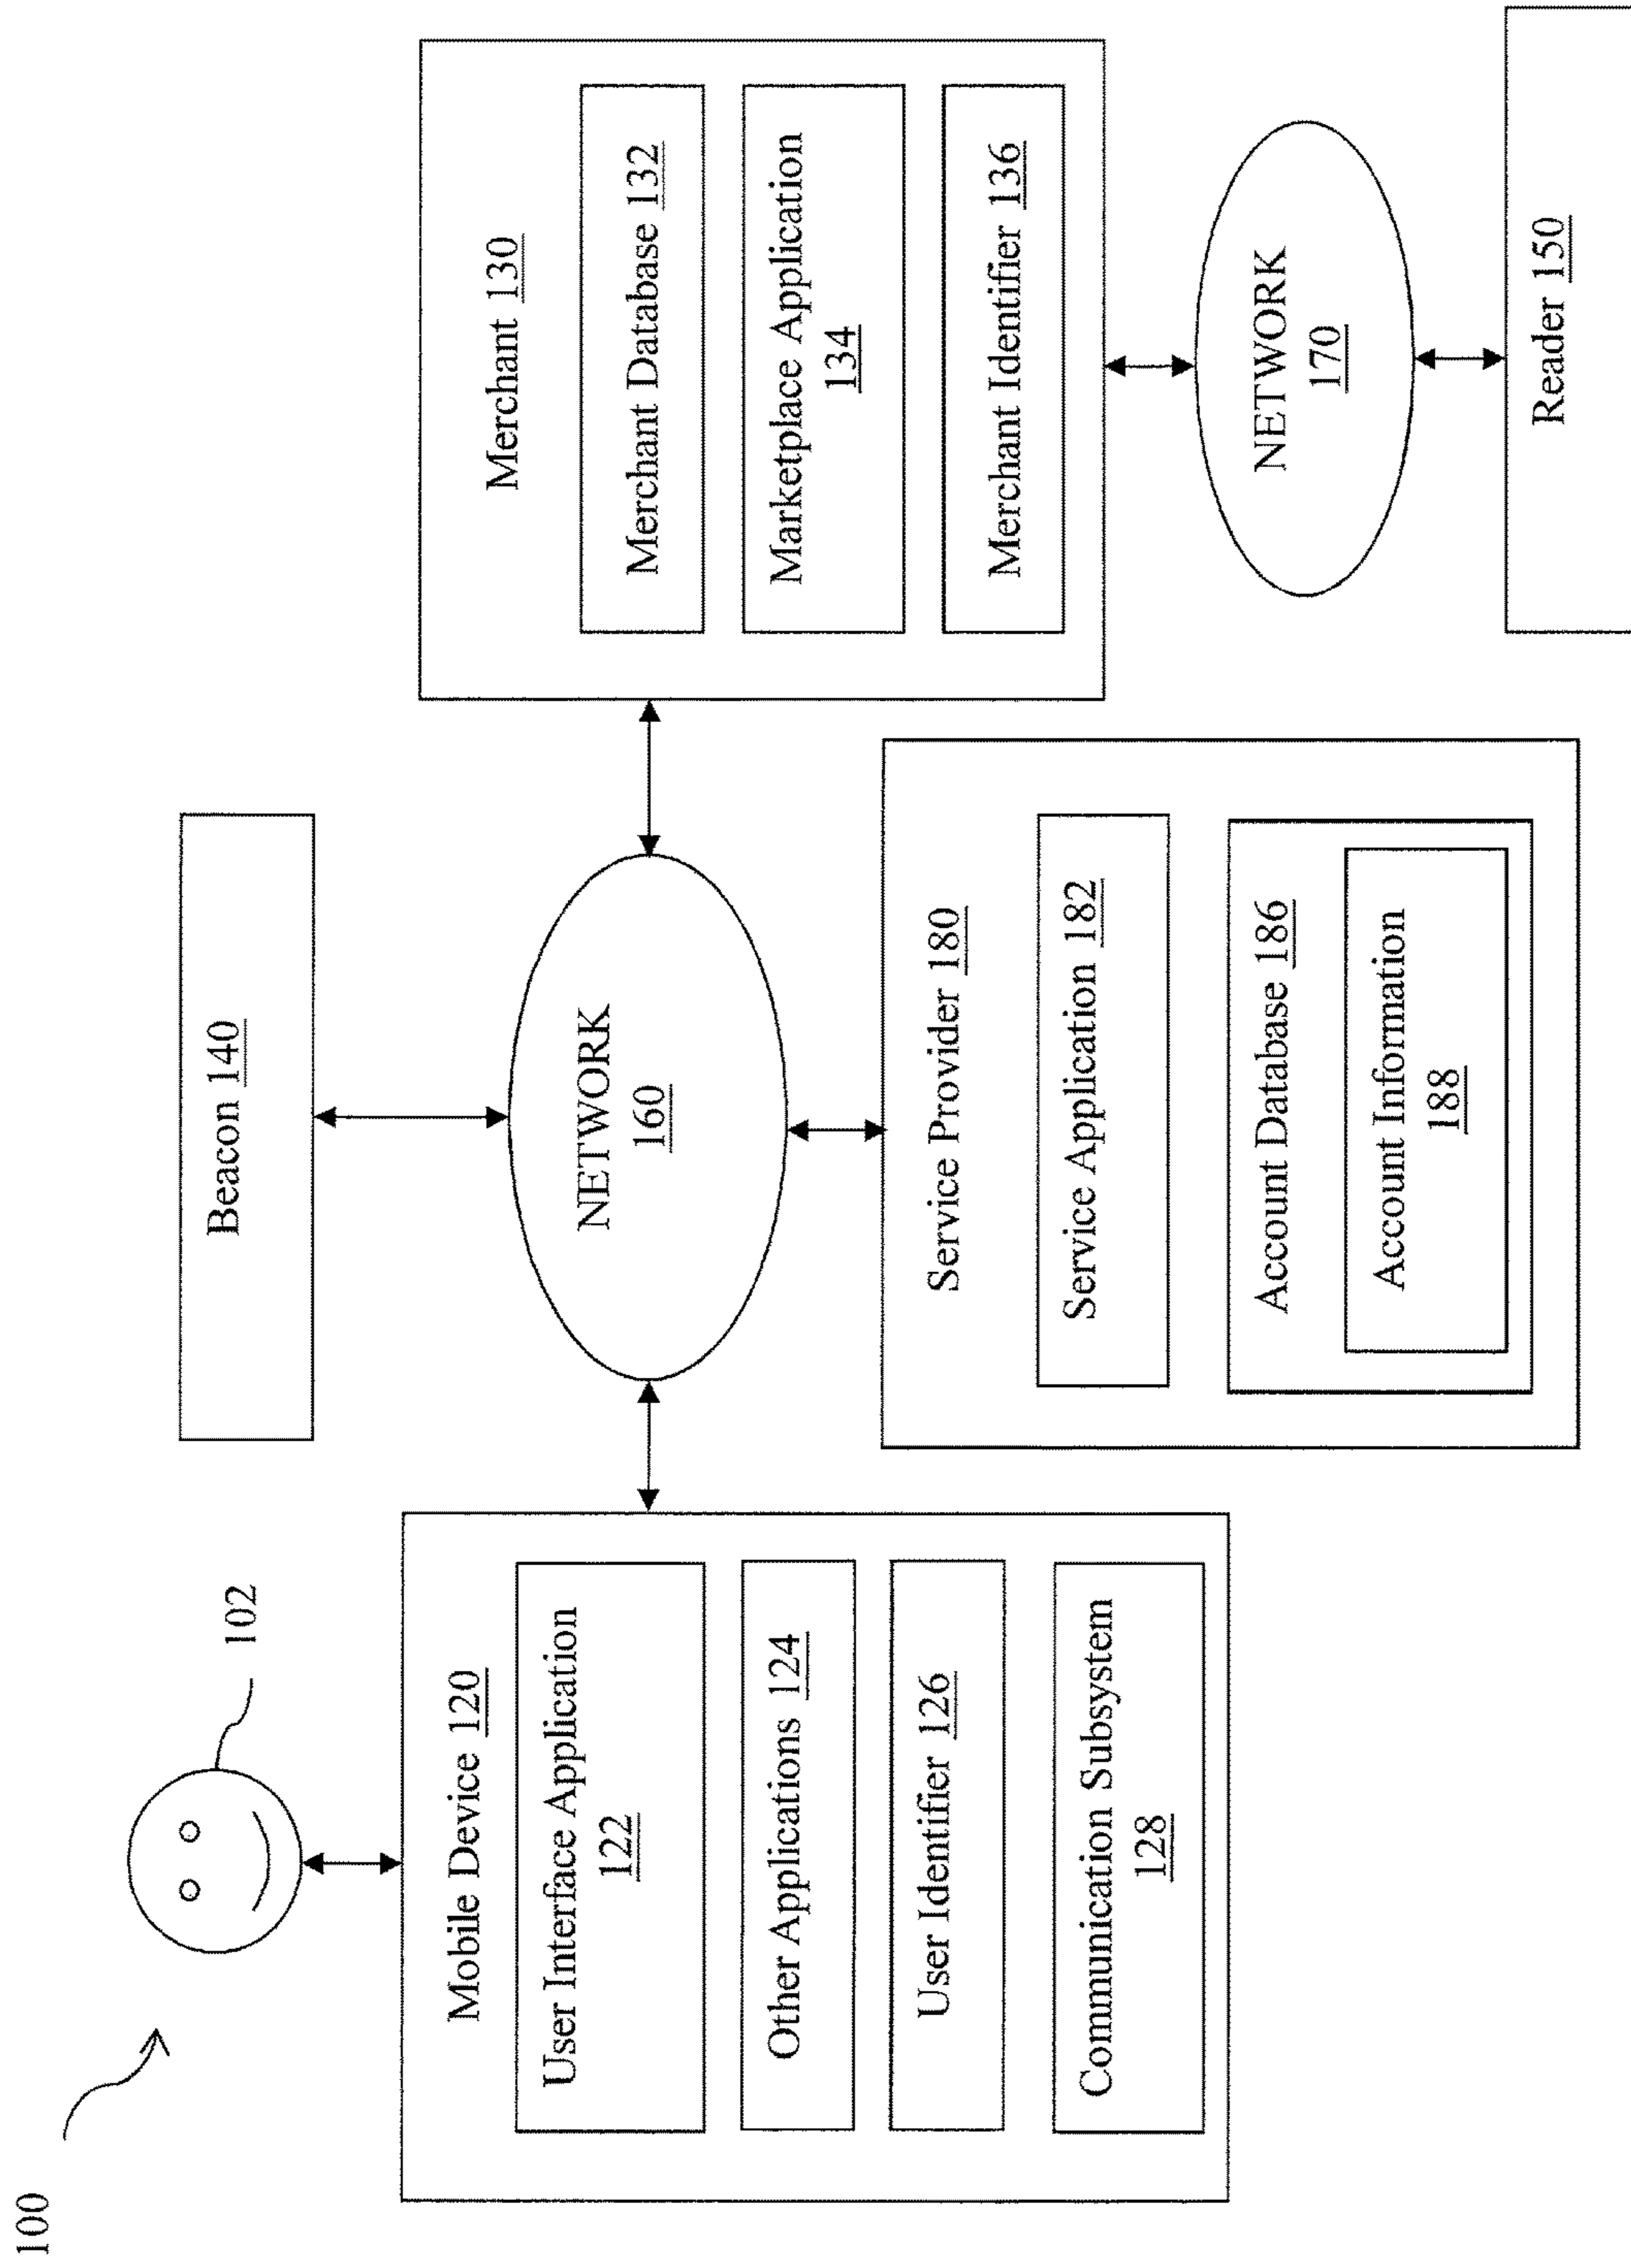 100
102
Mobile Device 120
User Interface Application
122
Other Applications 124
User Identifier 126
Communication Subsystem
128
Beacon 140
NETWORK
160
Service Provider 180
Service Application 182
Account Database 186
Account Information
188
Merchant 130
Merchant Database 132
Marketplace Application
134
Merchant Identifier 136
NETWORK
170
Reader 150